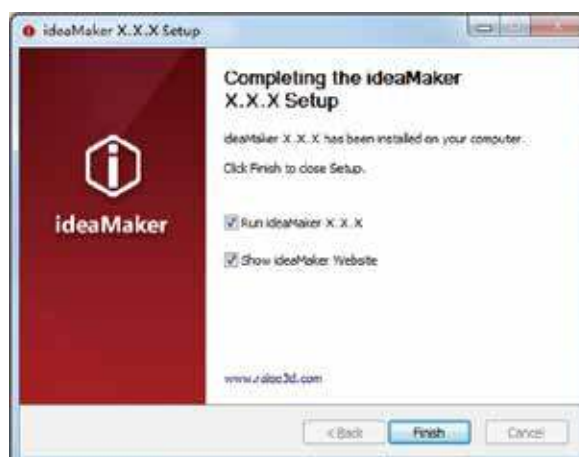 ideaMaker X.X.X Setup
Completing the ideaMaker
X.X.X Setup
ideaMaker X.X.X has been installed on your computer.
Click Finish to close Setup.
ideaMaker
Run ideaMaker X.X.X
Show ideaMaker Website
www.raise3d.com
< Back
Finish
Cancel